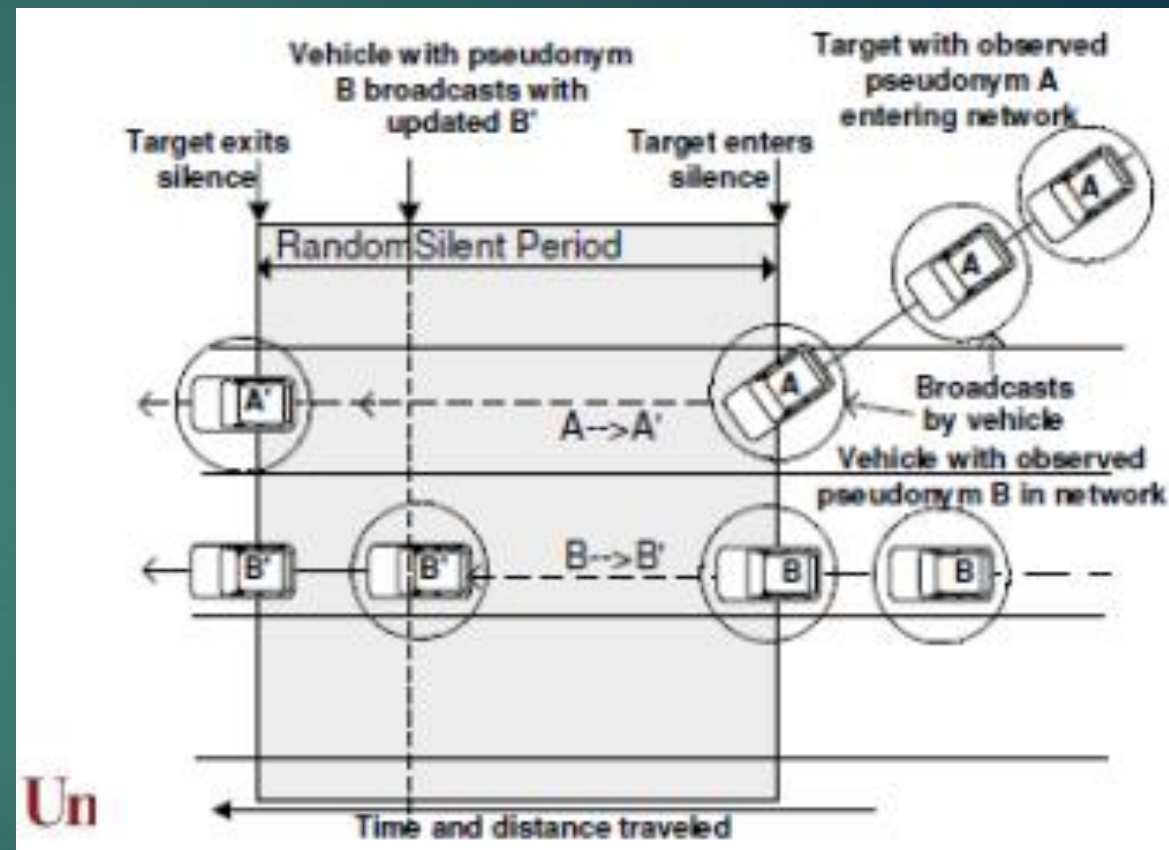 Vehicle with pseudonym
B broadcasts with
updated B'
Target with observed
pseudonym A
entering network
Target exits
silence
Target enters
silence
Random Silent Period
A
A
A
A'
A-->A'
Broadcasts
by vehicle
Vehicle with observed
pseudonym B in network
B'
B'
B-->B'
B
B
Un
Time and distance traveled